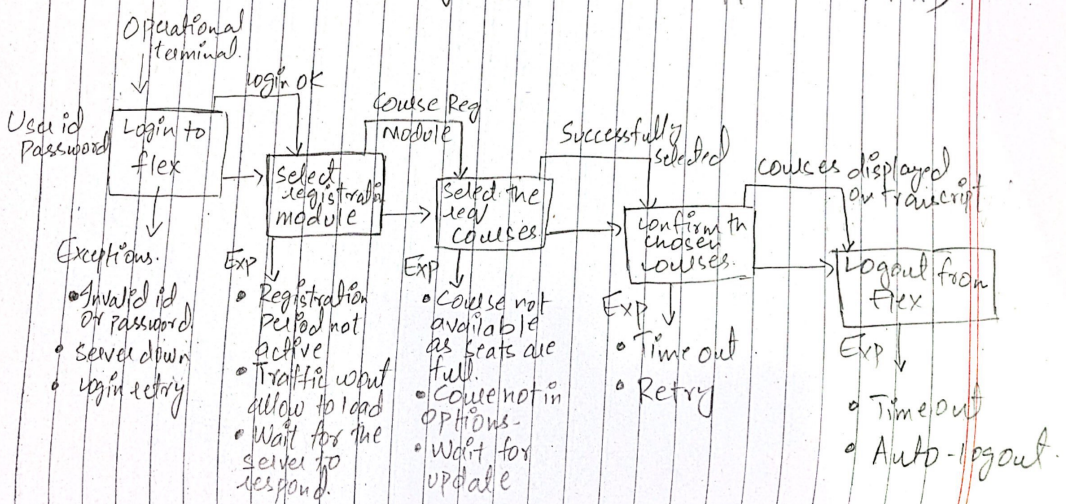 Operational
terminal.
User id
Password
Login to
flex
Exceptions.
• Invalid id
or password
• Server down
• Login retry
Login OK
Select
registration
module
Exp
• Registration
period not
active
• Traffic wont
allow to load
• Wait for the
server to
respond.
Course Reg
Module
Select the
req
courses
Exp
• Course not
available
as seats are
full.
• Course not in
options-
• Wait for
update
Successfully
selected
Confirm th
chosen
courses.
Exp
• Time out
• Retry
courses displayed
on transcript
Logout from
flex
Exp
• Time out
• Auto-logout.